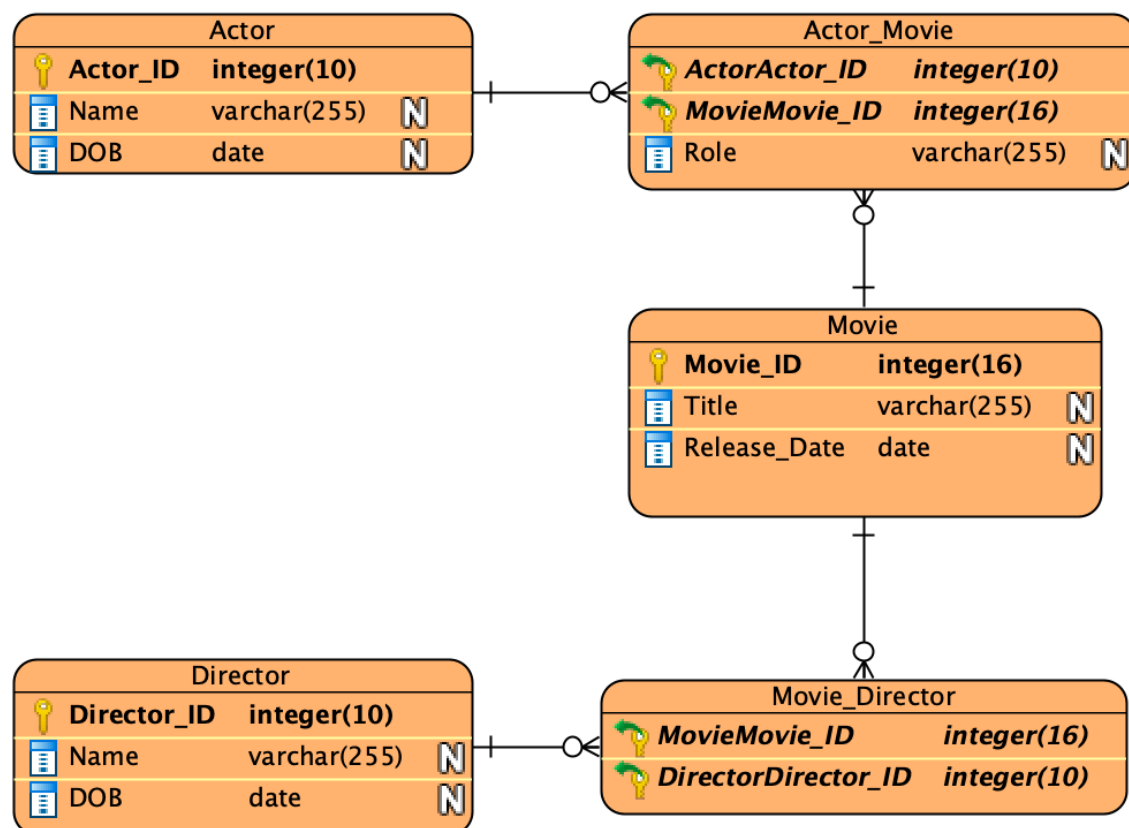 Actor
Actor_ID integer(10)
Name varchar(255) N
DOB date N
Actor_Movie
ActorActor_ID integer(10)
MovieMovie_ID integer(16)
Role varchar(255) N
Movie
Movie_ID integer(16)
Title varchar(255) N
Release_Date date N
Director
Director_ID integer(10)
Name varchar(255) N
DOB date N
Movie_Director
MovieMovie_ID integer(16)
DirectorDirector_ID integer(10)